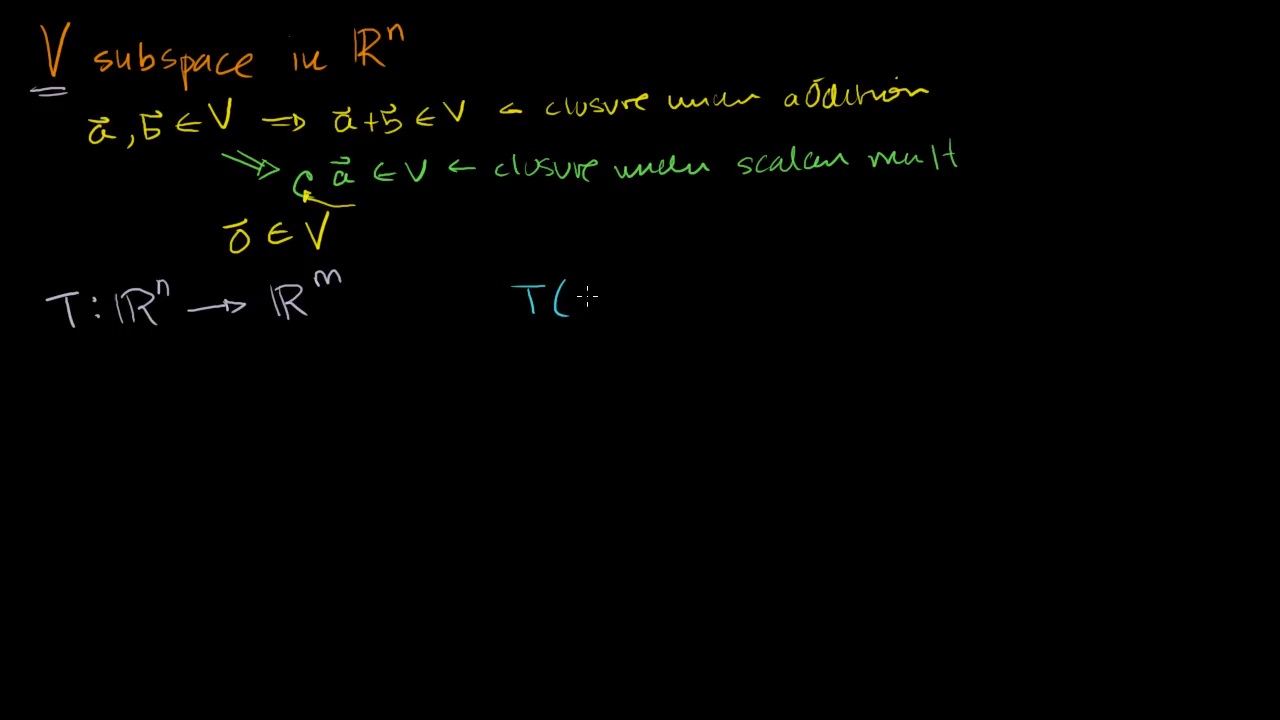 V subspace in ℝⁿ
a⃗, b⃗ ∈ V ⇒ a⃗ + b⃗ ∈ V ← closure under addition
⇒ c a⃗ ∈ V ← closure under scalar mult
0⃗ ∈ V
T: ℝⁿ → ℝᵐ T(